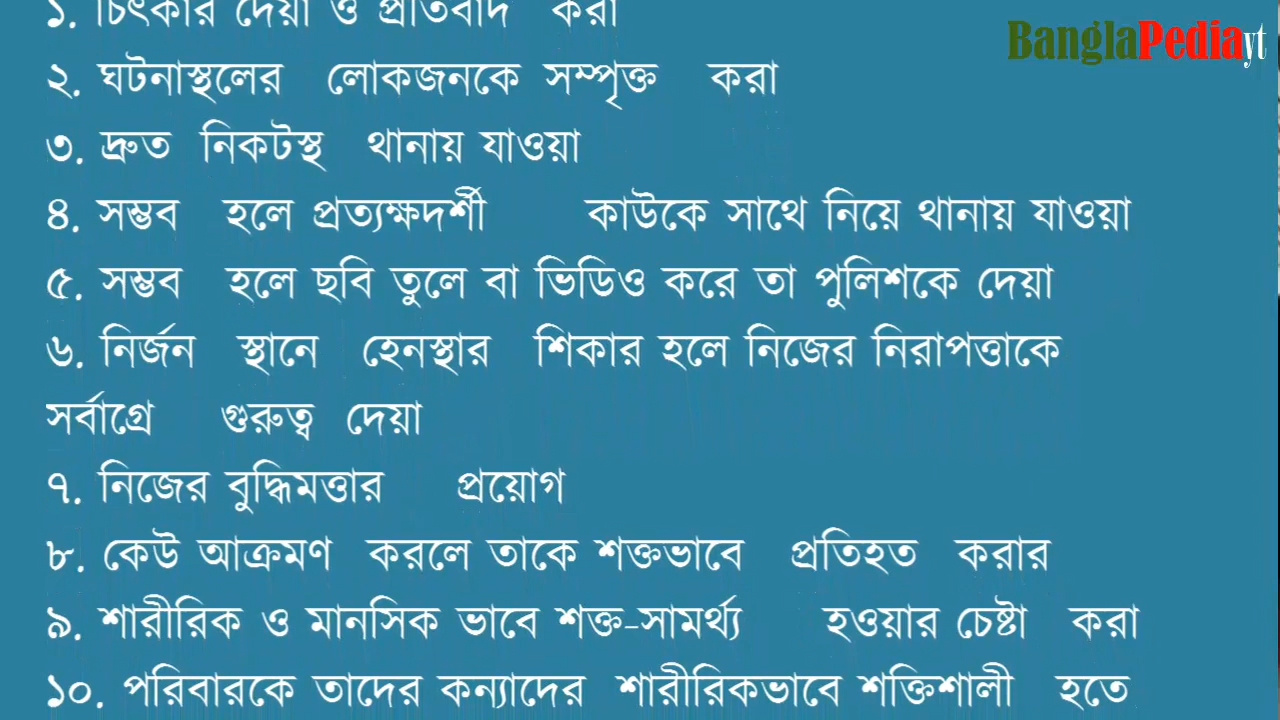 ১. চিৎকার দেয়া ও প্রতিবাদ করা
BanglaPediayt
২. ঘটনাস্থলের লোকজনকে সম্পৃক্ত করা
৩. দ্রুত নিকটস্থ থানায় যাওয়া
৪. সম্ভব হলে প্রত্যক্ষদর্শী কাউকে সাথে নিয়ে থানায় যাওয়া
৫. সম্ভব হলে ছবি তুলে বা ভিডিও করে তা পুলিশকে দেয়া
৬. নির্জন স্থানে হেনস্থার শিকার হলে নিজের নিরাপত্তাকে
সর্বাগ্রে গুরুত্ব দেয়া
৭. নিজের বুদ্ধিমত্তার প্রয়োগ
৮. কেউ আক্রমণ করলে তাকে শক্তভাবে প্রতিহত করার
৯. শারীরিক ও মানসিক ভাবে শক্ত-সামর্থ্য হওয়ার চেষ্টা করা
১০. পরিবারকে তাদের কন্যাদের শারীরিকভাবে শক্তিশালী হতে